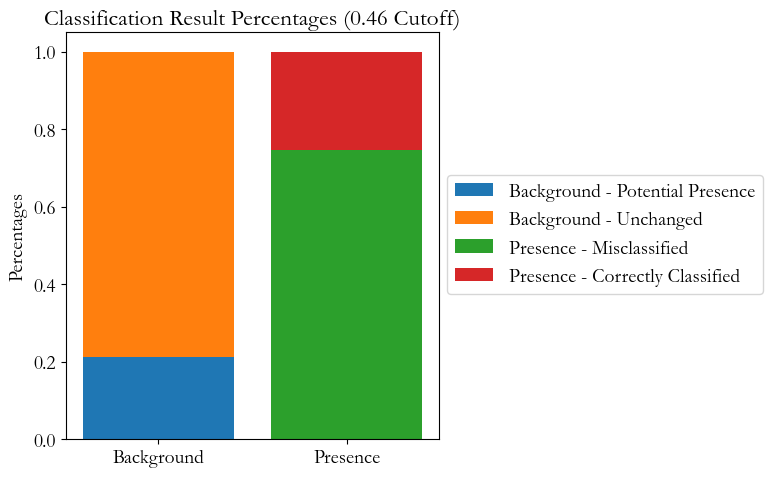 Classification Result Percentages (0.46 Cutoff)
1.0
0.8
0.6
0.4
0.2
0.0
Percentages
Background
Presence
Background - Potential Presence
Background - Unchanged
Presence - Misclassified
Presence - Correctly Classified